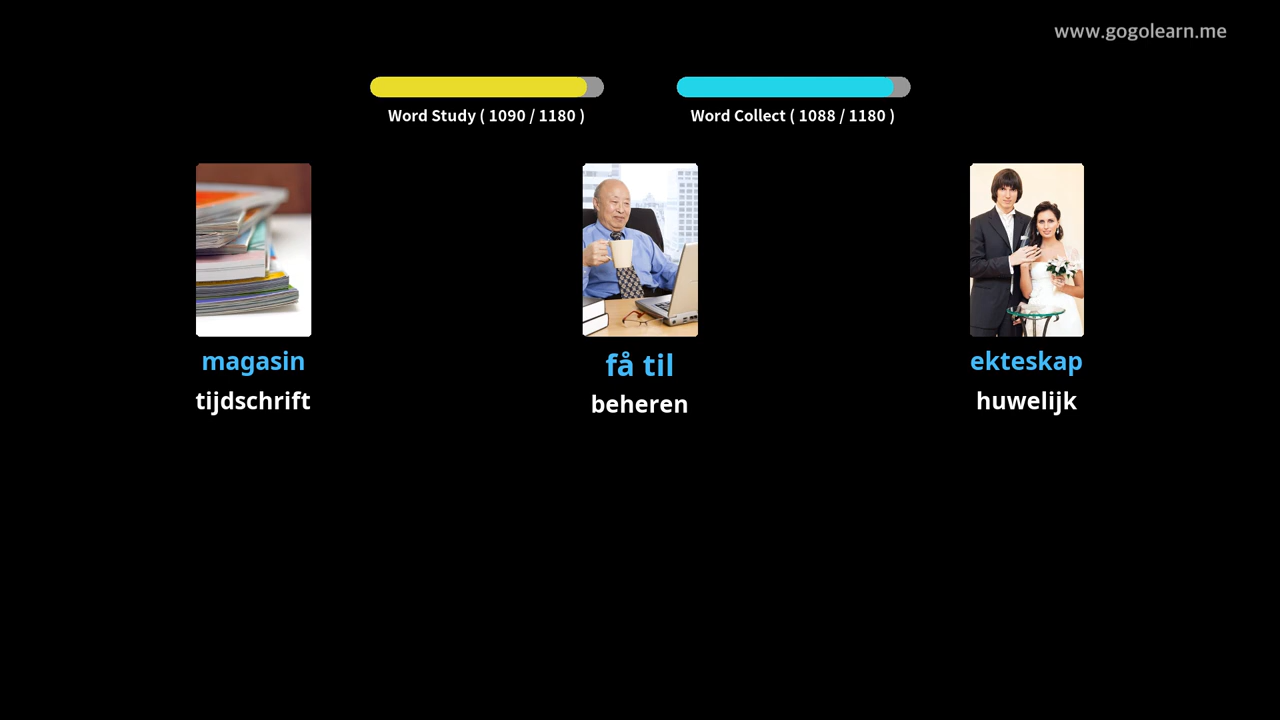 www.gogolearn.me
Word Study ( 1090 / 1180 )
Word Collect ( 1088 / 1180 )
magasin
tijdschrift
få til
beheren
ekteskap
huwelijk